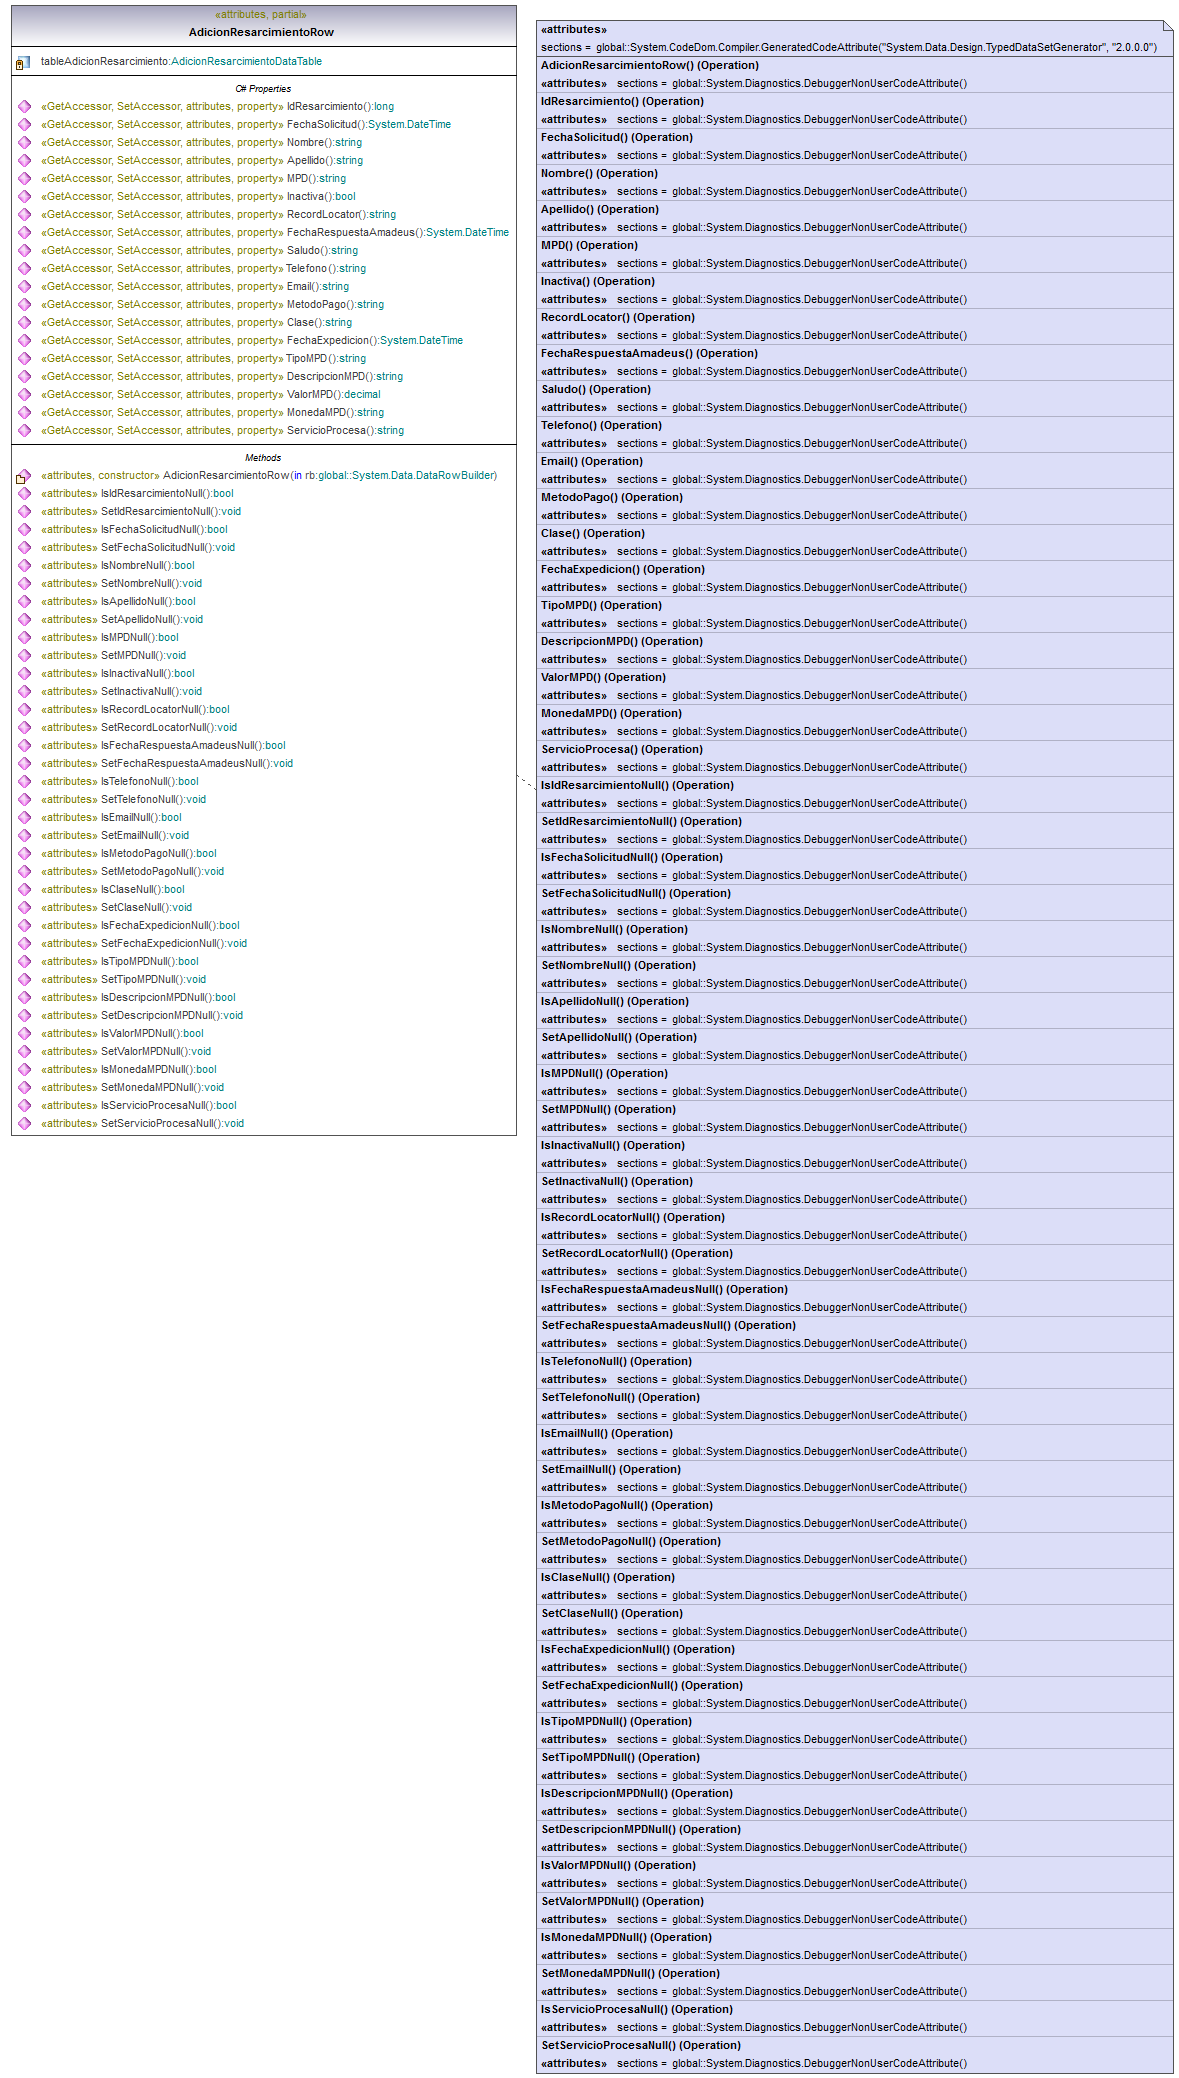 «attributes, partial»
AdicionResarcimientoRow
tableAdicionResarcimiento:AdicionResarcimientoDataTable
C# Properties
«GetAccessor, SetAccessor, attributes, property» IdResarcimiento():long
«GetAccessor, SetAccessor, attributes, property» FechaSolicitud():System.DateTime
«GetAccessor, SetAccessor, attributes, property» Nombre():string
«GetAccessor, SetAccessor, attributes, property» Apellido():string
«GetAccessor, SetAccessor, attributes, property» MPD():string
«GetAccessor, SetAccessor, attributes, property» Inactiva():bool
«GetAccessor, SetAccessor, attributes, property» RecordLocator():string
«GetAccessor, SetAccessor, attributes, property» FechaRespuestaAmadeus():System.DateTime
«GetAccessor, SetAccessor, attributes, property» Saludo():string
«GetAccessor, SetAccessor, attributes, property» Telefono():string
«GetAccessor, SetAccessor, attributes, property» Email():string
«GetAccessor, SetAccessor, attributes, property» MetodoPago():string
«GetAccessor, SetAccessor, attributes, property» Clase():string
«GetAccessor, SetAccessor, attributes, property» FechaExpedicion():System.DateTime
«GetAccessor, SetAccessor, attributes, property» TipoMPD():string
«GetAccessor, SetAccessor, attributes, property» DescripcionMPD():string
«GetAccessor, SetAccessor, attributes, property» ValorMPD():decimal
«GetAccessor, SetAccessor, attributes, property» MonedaMPD():string
«GetAccessor, SetAccessor, attributes, property» ServicioProcesa():string
Methods
«attributes, constructor» AdicionResarcimientoRow(in rb:global::System.Data.DataRowBuilder)
«attributes» IsIdResarcimientoNull():bool
«attributes» SetIdResarcimientoNull():void
«attributes» IsFechaSolicitudNull():bool
«attributes» SetFechaSolicitudNull():void
«attributes» IsNombreNull():bool
«attributes» SetNombreNull():void
«attributes» IsApellidoNull():bool
«attributes» SetApellidoNull():void
«attributes» IsMPDNull():bool
«attributes» SetMPDNull():void
«attributes» IsInactivaNull():bool
«attributes» SetInactivaNull():void
«attributes» IsRecordLocatorNull():bool
«attributes» SetRecordLocatorNull():void
«attributes» IsFechaRespuestaAmadeusNull():bool
«attributes» SetFechaRespuestaAmadeusNull():void
«attributes» IsTelefonoNull():bool
«attributes» SetTelefonoNull():void
«attributes» IsEmailNull():bool
«attributes» SetEmailNull():void
«attributes» IsMetodoPagoNull():bool
«attributes» SetMetodoPagoNull():void
«attributes» IsClaseNull():bool
«attributes» SetClaseNull():void
«attributes» IsFechaExpedicionNull():bool
«attributes» SetFechaExpedicionNull():void
«attributes» IsTipoMPDNull():bool
«attributes» SetTipoMPDNull():void
«attributes» IsDescripcionMPDNull():bool
«attributes» SetDescripcionMPDNull():void
«attributes» IsValorMPDNull():bool
«attributes» SetValorMPDNull():void
«attributes» IsMonedaMPDNull():bool
«attributes» SetMonedaMPDNull():void
«attributes» IsServicioProcesaNull():bool
«attributes» SetServicioProcesaNull():void
«attributes»
sections = global::System.CodeDom.Compiler.GeneratedCodeAttribute("System.Data.Design.TypedDataSetGenerator", "2.0.0.0")
AdicionResarcimientoRow() (Operation)
«attributes» sections = global::System.Diagnostics.DebuggerNonUserCodeAttribute()
IdResarcimiento() (Operation)
«attributes» sections = global::System.Diagnostics.DebuggerNonUserCodeAttribute()
FechaSolicitud() (Operation)
«attributes» sections = global::System.Diagnostics.DebuggerNonUserCodeAttribute()
Nombre() (Operation)
«attributes» sections = global::System.Diagnostics.DebuggerNonUserCodeAttribute()
Apellido() (Operation)
«attributes» sections = global::System.Diagnostics.DebuggerNonUserCodeAttribute()
MPD() (Operation)
«attributes» sections = global::System.Diagnostics.DebuggerNonUserCodeAttribute()
Inactiva() (Operation)
«attributes» sections = global::System.Diagnostics.DebuggerNonUserCodeAttribute()
RecordLocator() (Operation)
«attributes» sections = global::System.Diagnostics.DebuggerNonUserCodeAttribute()
FechaRespuestaAmadeus() (Operation)
«attributes» sections = global::System.Diagnostics.DebuggerNonUserCodeAttribute()
Saludo() (Operation)
«attributes» sections = global::System.Diagnostics.DebuggerNonUserCodeAttribute()
Telefono() (Operation)
«attributes» sections = global::System.Diagnostics.DebuggerNonUserCodeAttribute()
Email() (Operation)
«attributes» sections = global::System.Diagnostics.DebuggerNonUserCodeAttribute()
MetodoPago() (Operation)
«attributes» sections = global::System.Diagnostics.DebuggerNonUserCodeAttribute()
Clase() (Operation)
«attributes» sections = global::System.Diagnostics.DebuggerNonUserCodeAttribute()
FechaExpedicion() (Operation)
«attributes» sections = global::System.Diagnostics.DebuggerNonUserCodeAttribute()
TipoMPD() (Operation)
«attributes» sections = global::System.Diagnostics.DebuggerNonUserCodeAttribute()
DescripcionMPD() (Operation)
«attributes» sections = global::System.Diagnostics.DebuggerNonUserCodeAttribute()
ValorMPD() (Operation)
«attributes» sections = global::System.Diagnostics.DebuggerNonUserCodeAttribute()
MonedaMPD() (Operation)
«attributes» sections = global::System.Diagnostics.DebuggerNonUserCodeAttribute()
ServicioProcesa() (Operation)
«attributes» sections = global::System.Diagnostics.DebuggerNonUserCodeAttribute()
IsIdResarcimientoNull() (Operation)
«attributes» sections = global::System.Diagnostics.DebuggerNonUserCodeAttribute()
SetIdResarcimientoNull() (Operation)
«attributes» sections = global::System.Diagnostics.DebuggerNonUserCodeAttribute()
IsFechaSolicitudNull() (Operation)
«attributes» sections = global::System.Diagnostics.DebuggerNonUserCodeAttribute()
SetFechaSolicitudNull() (Operation)
«attributes» sections = global::System.Diagnostics.DebuggerNonUserCodeAttribute()
IsNombreNull() (Operation)
«attributes» sections = global::System.Diagnostics.DebuggerNonUserCodeAttribute()
SetNombreNull() (Operation)
«attributes» sections = global::System.Diagnostics.DebuggerNonUserCodeAttribute()
IsApellidoNull() (Operation)
«attributes» sections = global::System.Diagnostics.DebuggerNonUserCodeAttribute()
SetApellidoNull() (Operation)
«attributes» sections = global::System.Diagnostics.DebuggerNonUserCodeAttribute()
IsMPDNull() (Operation)
«attributes» sections = global::System.Diagnostics.DebuggerNonUserCodeAttribute()
SetMPDNull() (Operation)
«attributes» sections = global::System.Diagnostics.DebuggerNonUserCodeAttribute()
IsInactivaNull() (Operation)
«attributes» sections = global::System.Diagnostics.DebuggerNonUserCodeAttribute()
SetInactivaNull() (Operation)
«attributes» sections = global::System.Diagnostics.DebuggerNonUserCodeAttribute()
IsRecordLocatorNull() (Operation)
«attributes» sections = global::System.Diagnostics.DebuggerNonUserCodeAttribute()
SetRecordLocatorNull() (Operation)
«attributes» sections = global::System.Diagnostics.DebuggerNonUserCodeAttribute()
IsFechaRespuestaAmadeusNull() (Operation)
«attributes» sections = global::System.Diagnostics.DebuggerNonUserCodeAttribute()
SetFechaRespuestaAmadeusNull() (Operation)
«attributes» sections = global::System.Diagnostics.DebuggerNonUserCodeAttribute()
IsTelefonoNull() (Operation)
«attributes» sections = global::System.Diagnostics.DebuggerNonUserCodeAttribute()
SetTelefonoNull() (Operation)
«attributes» sections = global::System.Diagnostics.DebuggerNonUserCodeAttribute()
IsEmailNull() (Operation)
«attributes» sections = global::System.Diagnostics.DebuggerNonUserCodeAttribute()
SetEmailNull() (Operation)
«attributes» sections = global::System.Diagnostics.DebuggerNonUserCodeAttribute()
IsMetodoPagoNull() (Operation)
«attributes» sections = global::System.Diagnostics.DebuggerNonUserCodeAttribute()
SetMetodoPagoNull() (Operation)
«attributes» sections = global::System.Diagnostics.DebuggerNonUserCodeAttribute()
IsClaseNull() (Operation)
«attributes» sections = global::System.Diagnostics.DebuggerNonUserCodeAttribute()
SetClaseNull() (Operation)
«attributes» sections = global::System.Diagnostics.DebuggerNonUserCodeAttribute()
IsFechaExpedicionNull() (Operation)
«attributes» sections = global::System.Diagnostics.DebuggerNonUserCodeAttribute()
SetFechaExpedicionNull() (Operation)
«attributes» sections = global::System.Diagnostics.DebuggerNonUserCodeAttribute()
IsTipoMPDNull() (Operation)
«attributes» sections = global::System.Diagnostics.DebuggerNonUserCodeAttribute()
SetTipoMPDNull() (Operation)
«attributes» sections = global::System.Diagnostics.DebuggerNonUserCodeAttribute()
IsDescripcionMPDNull() (Operation)
«attributes» sections = global::System.Diagnostics.DebuggerNonUserCodeAttribute()
SetDescripcionMPDNull() (Operation)
«attributes» sections = global::System.Diagnostics.DebuggerNonUserCodeAttribute()
IsValorMPDNull() (Operation)
«attributes» sections = global::System.Diagnostics.DebuggerNonUserCodeAttribute()
SetValorMPDNull() (Operation)
«attributes» sections = global::System.Diagnostics.DebuggerNonUserCodeAttribute()
IsMonedaMPDNull() (Operation)
«attributes» sections = global::System.Diagnostics.DebuggerNonUserCodeAttribute()
SetMonedaMPDNull() (Operation)
«attributes» sections = global::System.Diagnostics.DebuggerNonUserCodeAttribute()
IsServicioProcesaNull() (Operation)
«attributes» sections = global::System.Diagnostics.DebuggerNonUserCodeAttribute()
SetServicioProcesaNull() (Operation)
«attributes» sections = global::System.Diagnostics.DebuggerNonUserCodeAttribute()